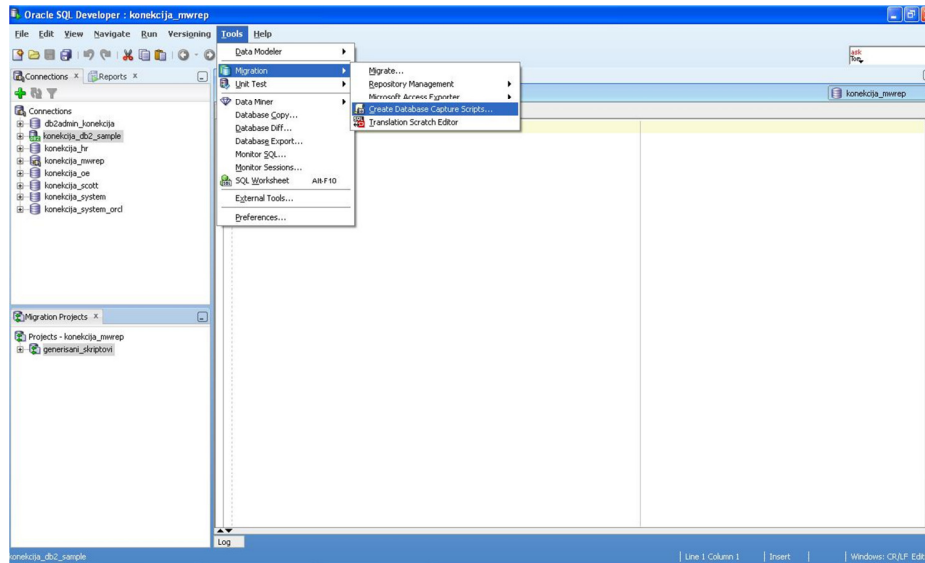 Oracle SQL Developer : konekcija_mwrep
File Edit View Navigate Run Versioning Tools Help
Connections x Reports x
Connections
db2admin_konekcija
konekcija_db2_sample
konekcija_hr
konekcija_mwrep
konekcija_oe
konekcija_scott
konekcija_system
konekcija_system_orcl
Data Modeler
Migration
Unit Test
Data Miner
Database Copy...
Database Diff...
Database Export...
Monitor SQL...
Monitor Sessions...
SQL Worksheet Alt-F10
External Tools...
Preferences...
Migrate...
Repository Management
Microsoft Access Exporter
Create Database Capture Scripts...
Translation Scratch Editor
ask
Tom
konekcija_mwrep
Migration Projects x
Projects - konekcija_mwrep
generisani_skriptovi
Log
konekcija_db2_sample
Line 1 Column 1 Insert Windows: CR/LF Edit